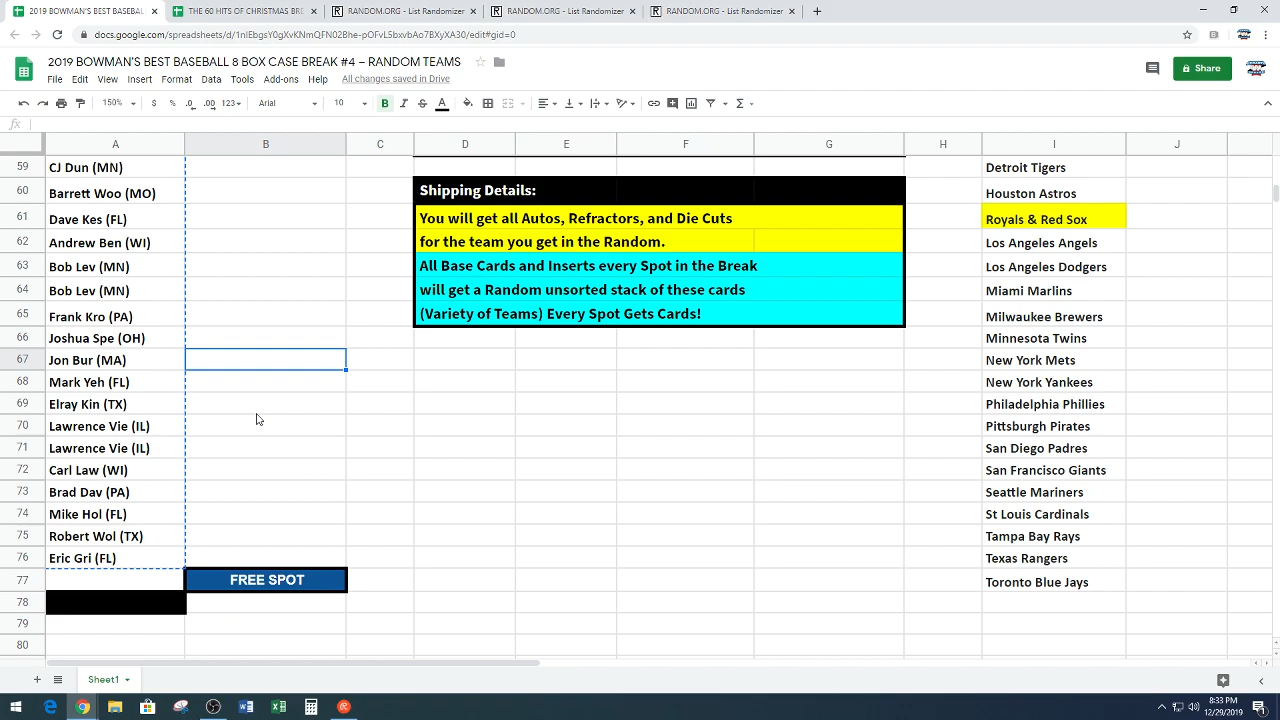 2019 BOWMAN'S BEST BASEBAL
THE 60 HITS OF CHRISTMAS BRE
RANDOM.ORG - List Randomizer
RANDOM.ORG - List Randomizer
RANDOM.ORG - List Randomizer
docs.google.com/spreadsheets/d/1nIEbgsY0gXvKNmQFN02Bhe-pOFvLSbxvbAo7BXyXA30/edit#gid=0
2019 BOWMAN'S BEST BASEBALL 8 BOX CASE BREAK #4 – RANDOM TEAMS
Share
File Edit View Insert Format Data Tools Add-ons Help All changes saved in Drive
150% $ % .0 .00 123 Arial 10 B I S A
fx
A B C D E F G H I J
59 CJ Dun (MN) Detroit Tigers
60 Barrett Woo (MO) Shipping Details: Houston Astros
61 Dave Kes (FL) You will get all Autos, Refractors, and Die Cuts Royals & Red Sox
62 Andrew Ben (WI) for the team you get in the Random. Los Angeles Angels
63 Bob Lev (MN) All Base Cards and Inserts every Spot in the Break Los Angeles Dodgers
64 Bob Lev (MN) will get a Random unsorted stack of these cards Miami Marlins
65 Frank Kro (PA) (Variety of Teams) Every Spot Gets Cards! Milwaukee Brewers
66 Joshua Spe (OH) Minnesota Twins
67 Jon Bur (MA) New York Mets
68 Mark Yeh (FL) New York Yankees
69 Elray Kin (TX) Philadelphia Phillies
70 Lawrence Vie (IL) Pittsburgh Pirates
71 Lawrence Vie (IL) San Diego Padres
72 Carl Law (WI) San Francisco Giants
73 Brad Dav (PA) Seattle Mariners
74 Mike Hol (FL) St Louis Cardinals
75 Robert Wol (TX) Tampa Bay Rays
76 Eric Gri (FL) Texas Rangers
77 FREE SPOT Toronto Blue Jays
78
79
80
Sheet1
8:33 PM
12/29/2019